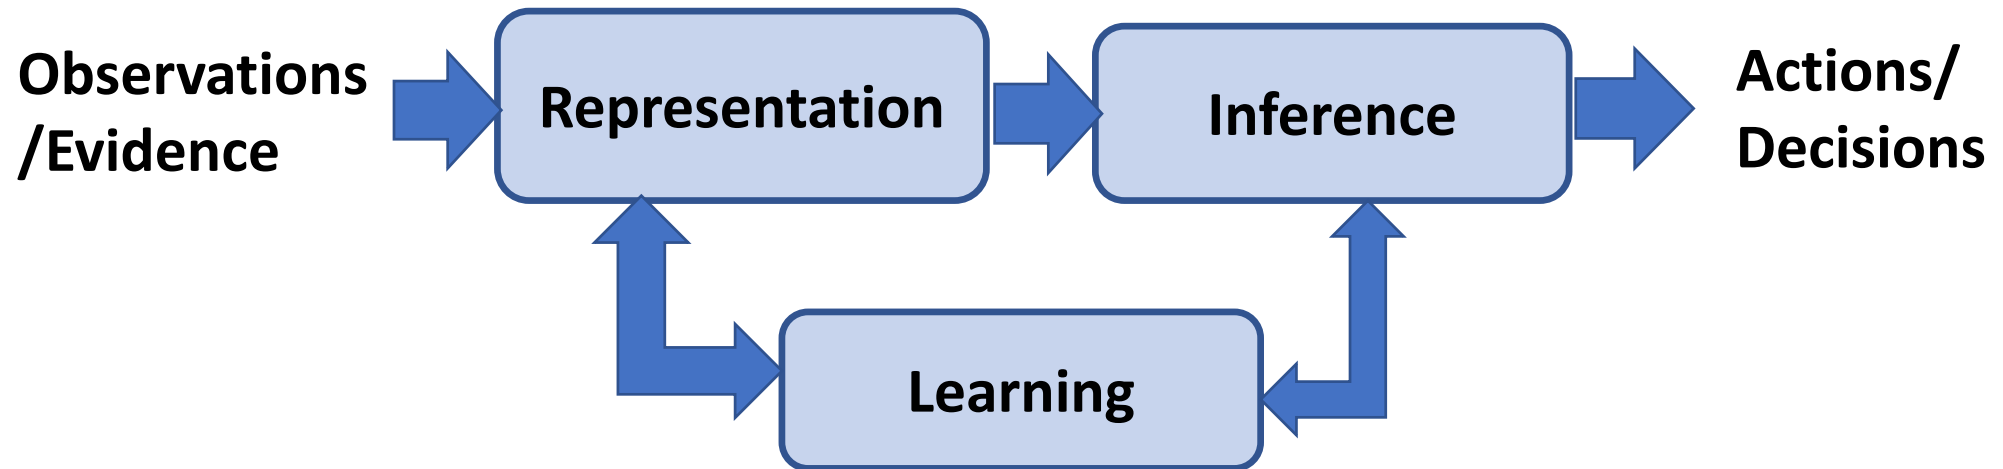 Observations
/Evidence
Representation
Inference
Actions/
Decisions
Learning